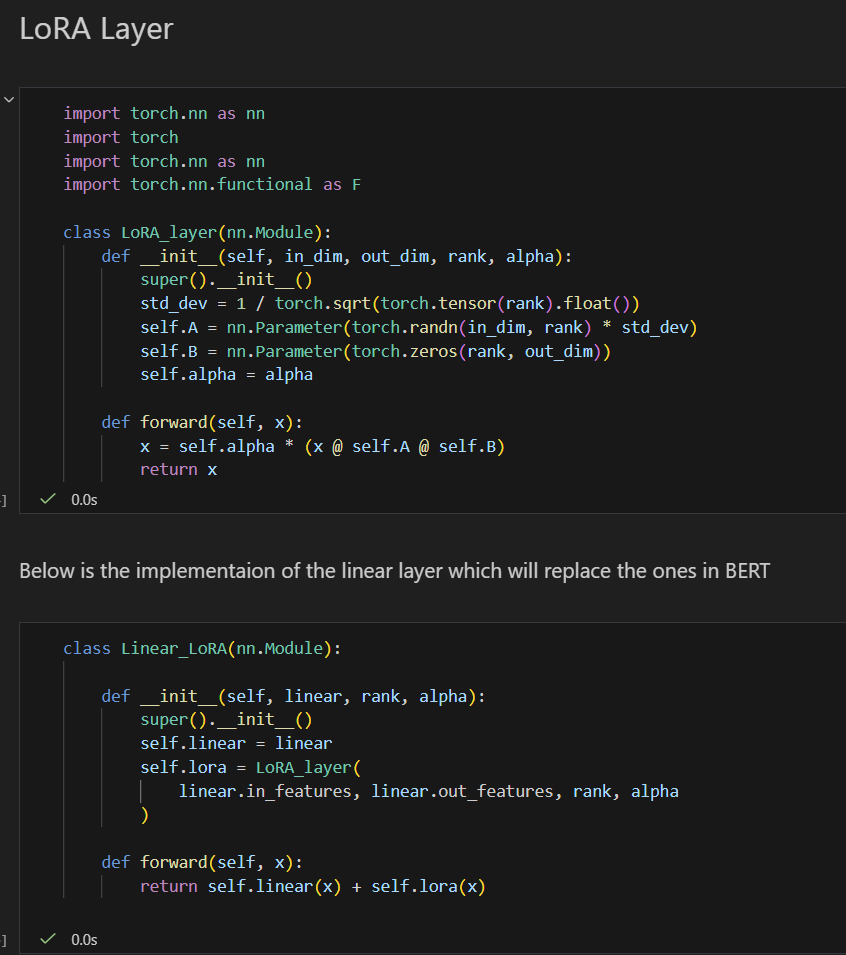 LoRA Layer
import torch.nn as nn
import torch
import torch.nn as nn
import torch.nn.functional as F
class LoRA_layer(nn.Module):
def __init__(self, in_dim, out_dim, rank, alpha):
super().__init__()
std_dev = 1 / torch.sqrt(torch.tensor(rank).float())
self.A = nn.Parameter(torch.randn(in_dim, rank) * std_dev)
self.B = nn.Parameter(torch.zeros(rank, out_dim))
self.alpha = alpha
def forward(self, x):
x = self.alpha * (x @ self.A @ self.B)
return x
] 0.0s
Below is the implementaion of the linear layer which will replace the ones in BERT
class Linear_LoRA(nn.Module):
def __init__(self, linear, rank, alpha):
super().__init__()
self.linear = linear
self.lora = LoRA_layer(
linear.in_features, linear.out_features, rank, alpha
)
def forward(self, x):
return self.linear(x) + self.lora(x)
] 0.0s